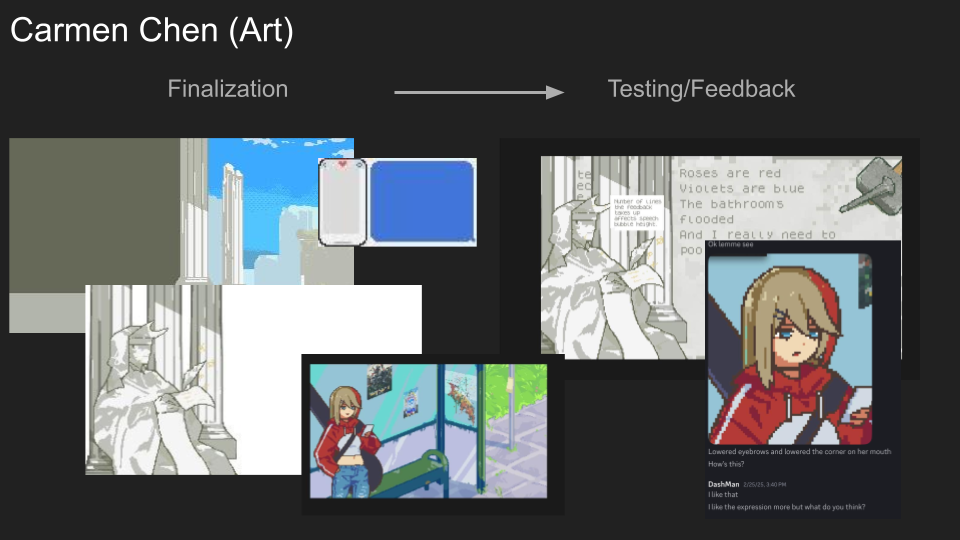 Carmen Chen (Art)
Finalization
Testing/Feedback
te
ec
e
Number of lines
the feedback
takes up
affects speech
bubble height.
Roses are red
Violets are blue
The bathrooms
flooded
And I really need to
poo
Ok lemme see
Lowered eyebrows and lowered the corner on her mouth
How's this?
DashMan 2/25/25, 3:40 PM
I like that
I like the expression more but what do you think?